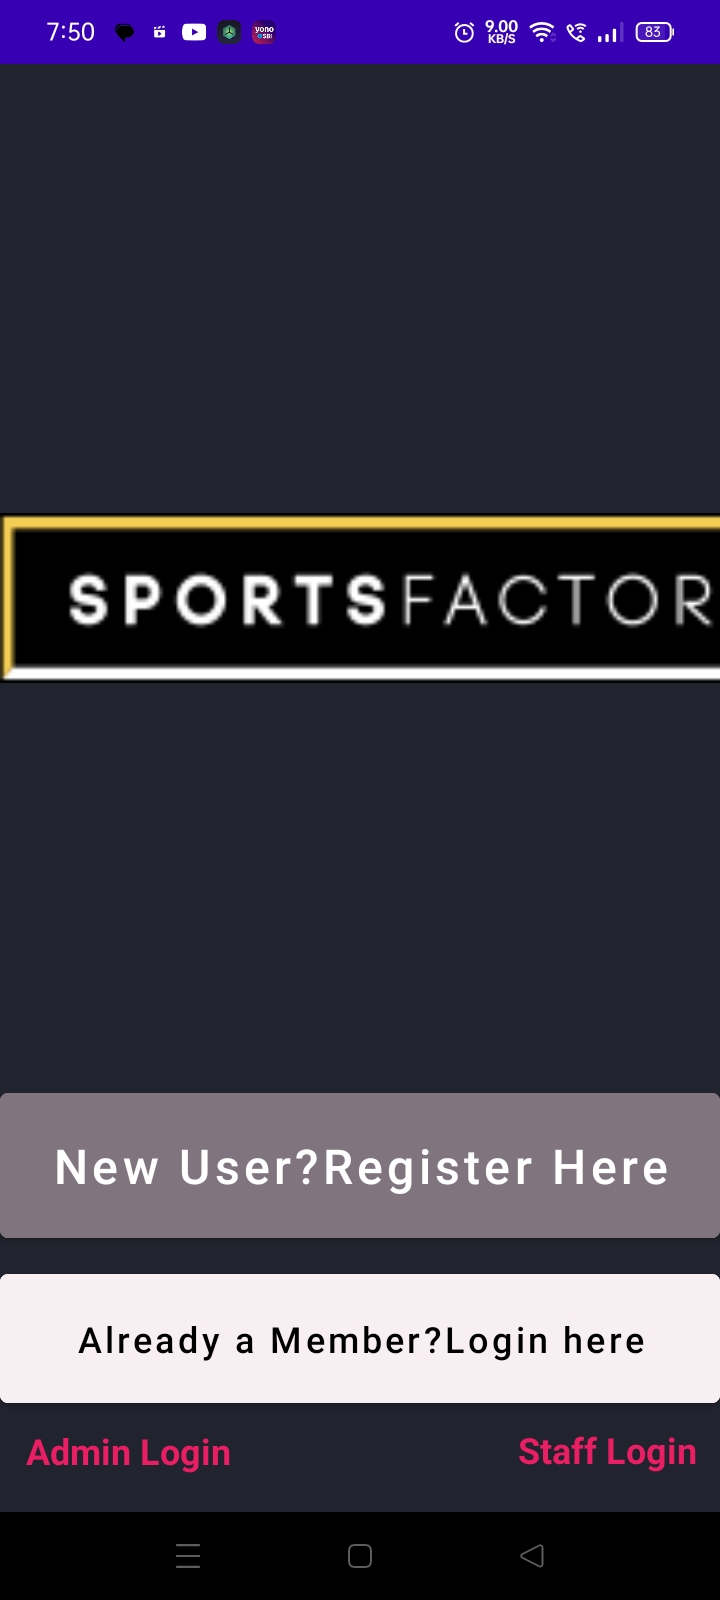 7:50
yono
SBI
9.00
KB/S
83
SPORTSFACTOR
New User?Register Here
Already a Member?Login here
Admin Login
Staff Login